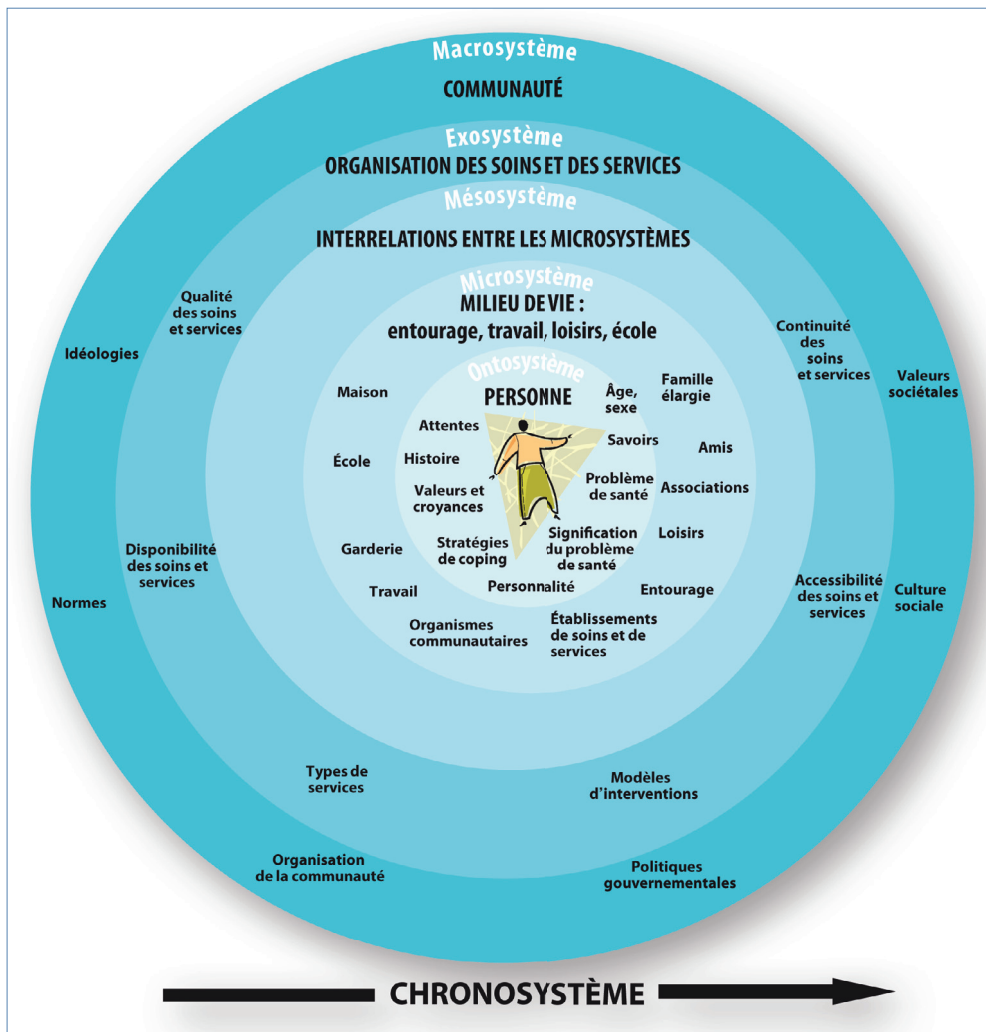 Macrosystème
COMMUNAUTÉ
Exosystème
ORGANISATION DES SOINS ET DES SERVICES
Mésosystème
INTERRELATIONS ENTRE LES MICROSYSTÈMES
Microsystème
MILIEU DE VIE :
entourage, travail, loisirs, école
Ontosystème
PERSONNE
Qualité
des soins
et services
Idéologies
Continuité
des
soins
et services
Valeurs
sociétales
Maison
Âge,
sexe
Famille
élargie
Attentes
Savoirs
Amis
École
Histoire
Problème
de santé
Associations
Valeurs et
croyances
Loisirs
Garderie
Stratégies
de coping
Signification
du problème
de santé
Disponibilité
des soins et
services
Normes
Travail
Personnalité
Entourage
Accessibilité
des soins et
services
Culture
sociale
Organismes
communautaires
Établissements
de soins et de
services
Types de
services
Modèles
d’interventions
Organisation
de la communauté
Politiques
gouvernementales
CHRONOSYSTÈME